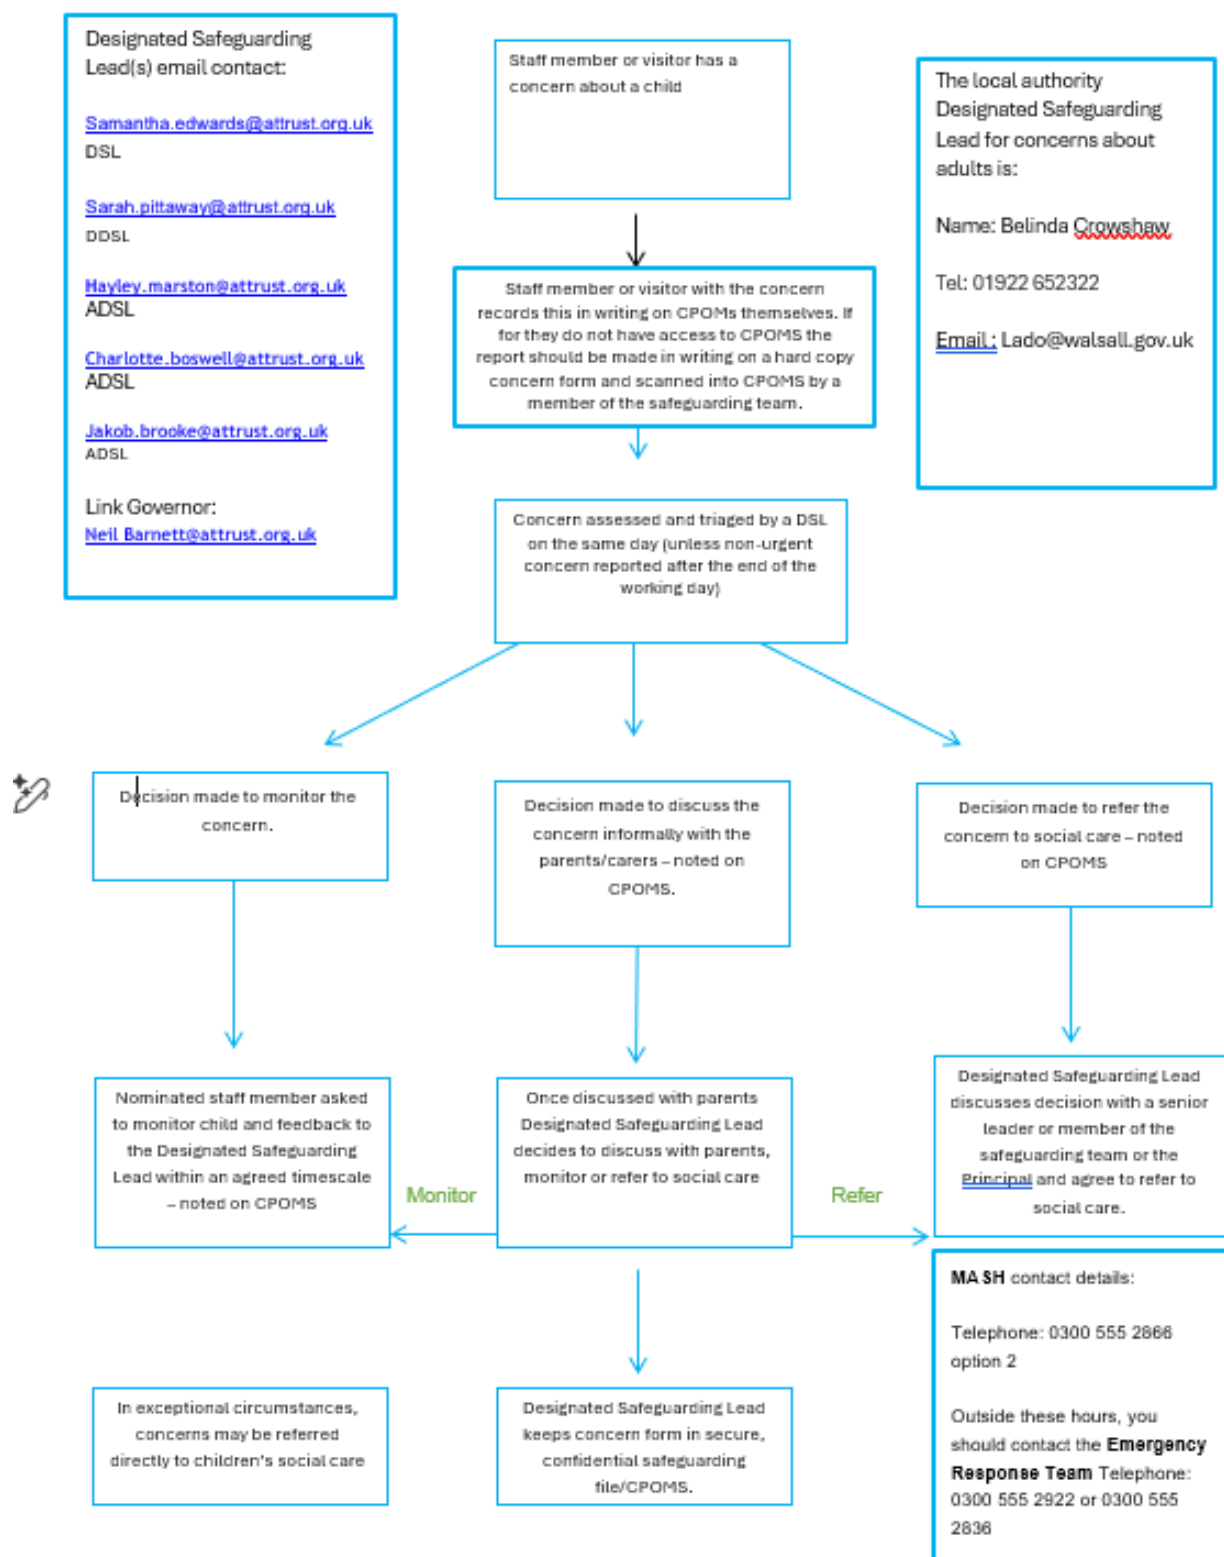 Designated Safeguarding
Lead(s) email contact:
Samantha.edwards@attrust.org.uk
DSL
Sarah.pittaway@attrust.org.uk
DDSL
Hayley.marston@attrust.org.uk
ADSL
Charlotte.boswell@attrust.org.uk
ADSL
Jakob.brooke@attrust.org.uk
ADSL
Link Governor:
Neil Barnett@attrust.org.uk
Staff member or visitor has a
concern about a child
The local authority
Designated Safeguarding
Lead for concerns about
adults is:
Name: Belinda Crowshaw
Tel: 01922 652322
Email : Lado@walsall.gov.uk
Staff member or visitor with the concern
records this in writing on CPOMs themselves. If
for they do not have access to CPOMS the
report should be made in writing on a hard copy
concern form and scanned into CPOMS by a
member of the safeguarding team.
Concern assessed and triaged by a DSL
on the same day (unless non-urgent
concern reported after the end of the
working day)
Decision made to monitor the
concern.
Decision made to discuss the
concern informally with the
parents/carers – noted on
CPOMS.
Decision made to refer the
concern to social care – noted
on CPOMS
Nominated staff member asked
to monitor child and feedback to
the Designated Safeguarding
Lead within an agreed timescale
– noted on CPOMS
Monitor
Once discussed with parents
Designated Safeguarding Lead
decides to discuss with parents,
monitor or refer to social care
Refer
Designated Safeguarding Lead
discusses decision with a senior
leader or member of the
safeguarding team or the
Principal and agree to refer to
social care.
In exceptional circumstances,
concerns may be referred
directly to children's social care
Designated Safeguarding Lead
keeps concern form in secure,
confidential safeguarding
file/CPOMS.
MASH contact details:
Telephone: 0300 555 2866
option 2
Outside these hours, you
should contact the Emergency
Response Team Telephone:
0300 555 2922 or 0300 555
2836